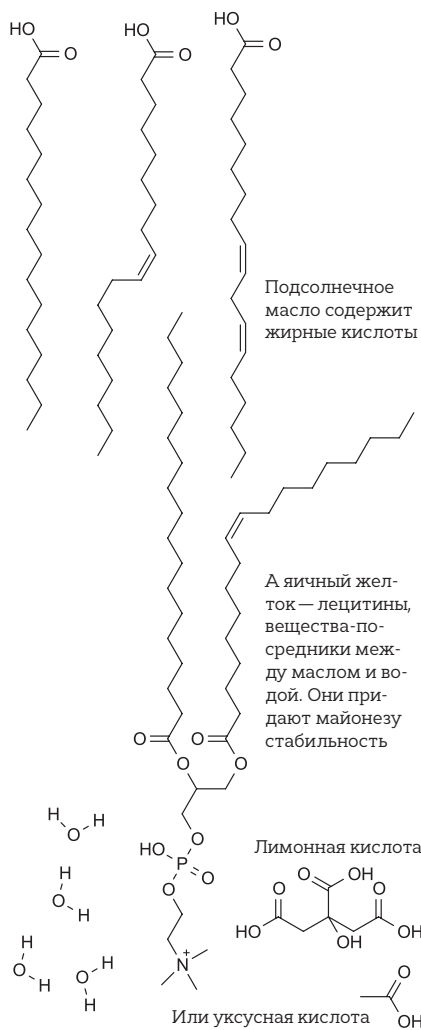 HO
O
HO
O
HO
O
Подсолнечное
масло содержит
жирные кислоты
А яичный жел-
ток — лецитины,
вещества-по-
средники меж-
ду маслом и во-
дой. Они при-
дают майонезу
стабильность
O
O
O
O
H
H
O
O
HO
P
O
O
Лимонная кислота
H
O
H
O
OH
O
O
HO
OH
OH
H
O
H
H
O
H
N+
O
OH
Или уксусная кислота